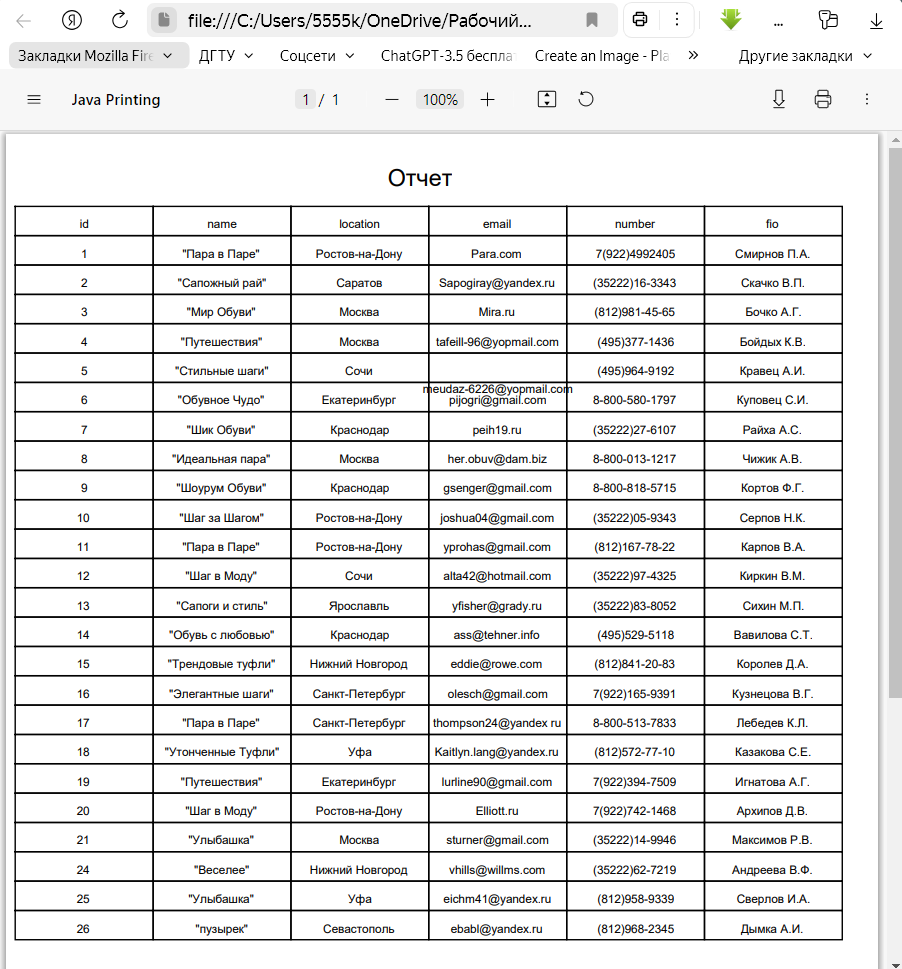 file:///C:/Users/5555k/OneDrive/Рабочий...
Закладки Mozilla Fire ДГТУ Соцсети ChatGPT-3.5 беспла Create an Image - Pla Другие закладки
Java Printing 1 / 1 100%
Отчет
id name location email number fio
1 "Пара в Паре" Ростов-на-Дону Para.com 7(922)4992405 Смирнов П.А.
2 "Сапожный рай" Саратов Sapogiray@yandex.ru (35222)16-3343 Скачко В.П.
3 "Мир Обуви" Москва Mira.ru (812)981-45-65 Бочко А.Г.
4 "Путешествия" Москва tafeill-96@yopmail.com (495)377-1436 Бойдых К.В.
5 "Стильные шаги" Сочи meudaz-6226@yopmail.com (495)964-9192 Кравец А.И.
6 "Обувное Чудо" Екатеринбург pijogri@gmail.com 8-800-580-1797 Куповец С.И.
7 "Шик Обуви" Краснодар peih19.ru (35222)27-6107 Райха А.С.
8 "Идеальная пара" Москва her.obuv@dam.biz 8-800-013-1217 Чижик А.В.
9 "Шоурум Обуви" Краснодар gsenger@gmail.com 8-800-818-5715 Кортов Ф.Г.
10 "Шаг за Шагом" Ростов-на-Дону joshua04@gmail.com (35222)05-9343 Серпов Н.К.
11 "Пара в Паре" Ростов-на-Дону yprohas@gmail.com (812)167-78-22 Карпов В.А.
12 "Шаг в Моду" Сочи alta42@hotmail.com (35222)97-4325 Киркин В.М.
13 "Сапоги и стиль" Ярославль yfisher@grady.ru (35222)83-8052 Сихин М.П.
14 "Обувь с любовью" Краснодар ass@tehner.info (495)529-5118 Вавилова С.Т.
15 "Трендовые туфли" Нижний Новгород eddie@rowe.com (812)841-20-83 Королев Д.А.
16 "Элегантные шаги" Санкт-Петербург olesch@gmail.com 7(922)165-9391 Кузнецова В.Г.
17 "Пара в Паре" Санкт-Петербург thompson24@yandex ru 8-800-513-7833 Лебедев К.Л.
18 "Утонченные Туфли" Уфа Kaitlyn.lang@yandex.ru (812)572-77-10 Казакова С.Е.
19 "Путешествия" Екатеринбург lurline90@gmail.com 7(922)394-7509 Игнатова А.Г.
20 "Шаг в Моду" Ростов-на-Дону Elliott.ru 7(922)742-1468 Архипов Д.В.
21 "Улыбашка" Москва sturner@gmail.com (35222)14-9946 Максимов Р.В.
24 "Веселее" Нижний Новгород vhills@willms.com (35222)62-7219 Андреева В.Ф.
25 "Улыбашка" Уфа eichm41@yandex.ru (812)958-9339 Сверлов И.А.
26 "пузырек" Севастополь ebabl@yandex.ru (812)968-2345 Дымка А.И.